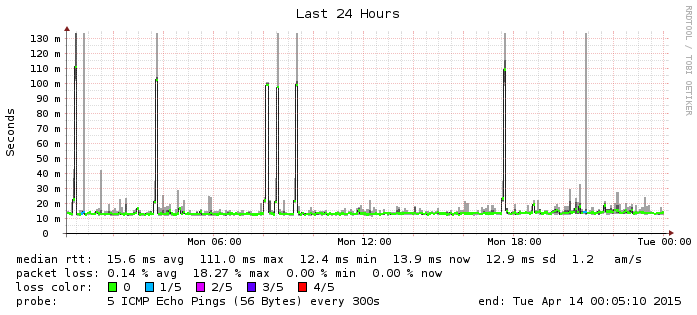 Last 24 Hours
RRDTOOL / TOBI OETIKER
Seconds
130 m
120 m
110 m
100 m
90 m
80 m
70 m
60 m
50 m
40 m
30 m
20 m
10 m
0
Mon 06:00 Mon 12:00 Mon 18:00 Tue 00:00
median rtt: 15.6 ms avg 111.0 ms max 12.4 ms min 13.9 ms now 12.9 ms sd 1.2 am/s
packet loss: 0.14 % avg 18.27 % max 0.00 % min 0.00 % now
loss color: 0 1/5 2/5 3/5 4/5
probe: 5 ICMP Echo Pings (56 Bytes) every 300s end: Tue Apr 14 00:05:10 2015